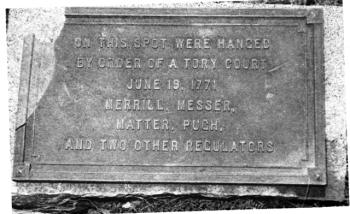 ON THIS SPOT WERE HANGED
BY ORDER OF A TORY COURT
JUNE 19, 1771
MERRILL, MESSER,
MATTER, PUGH,
AND TWO OTHER REGULATORS